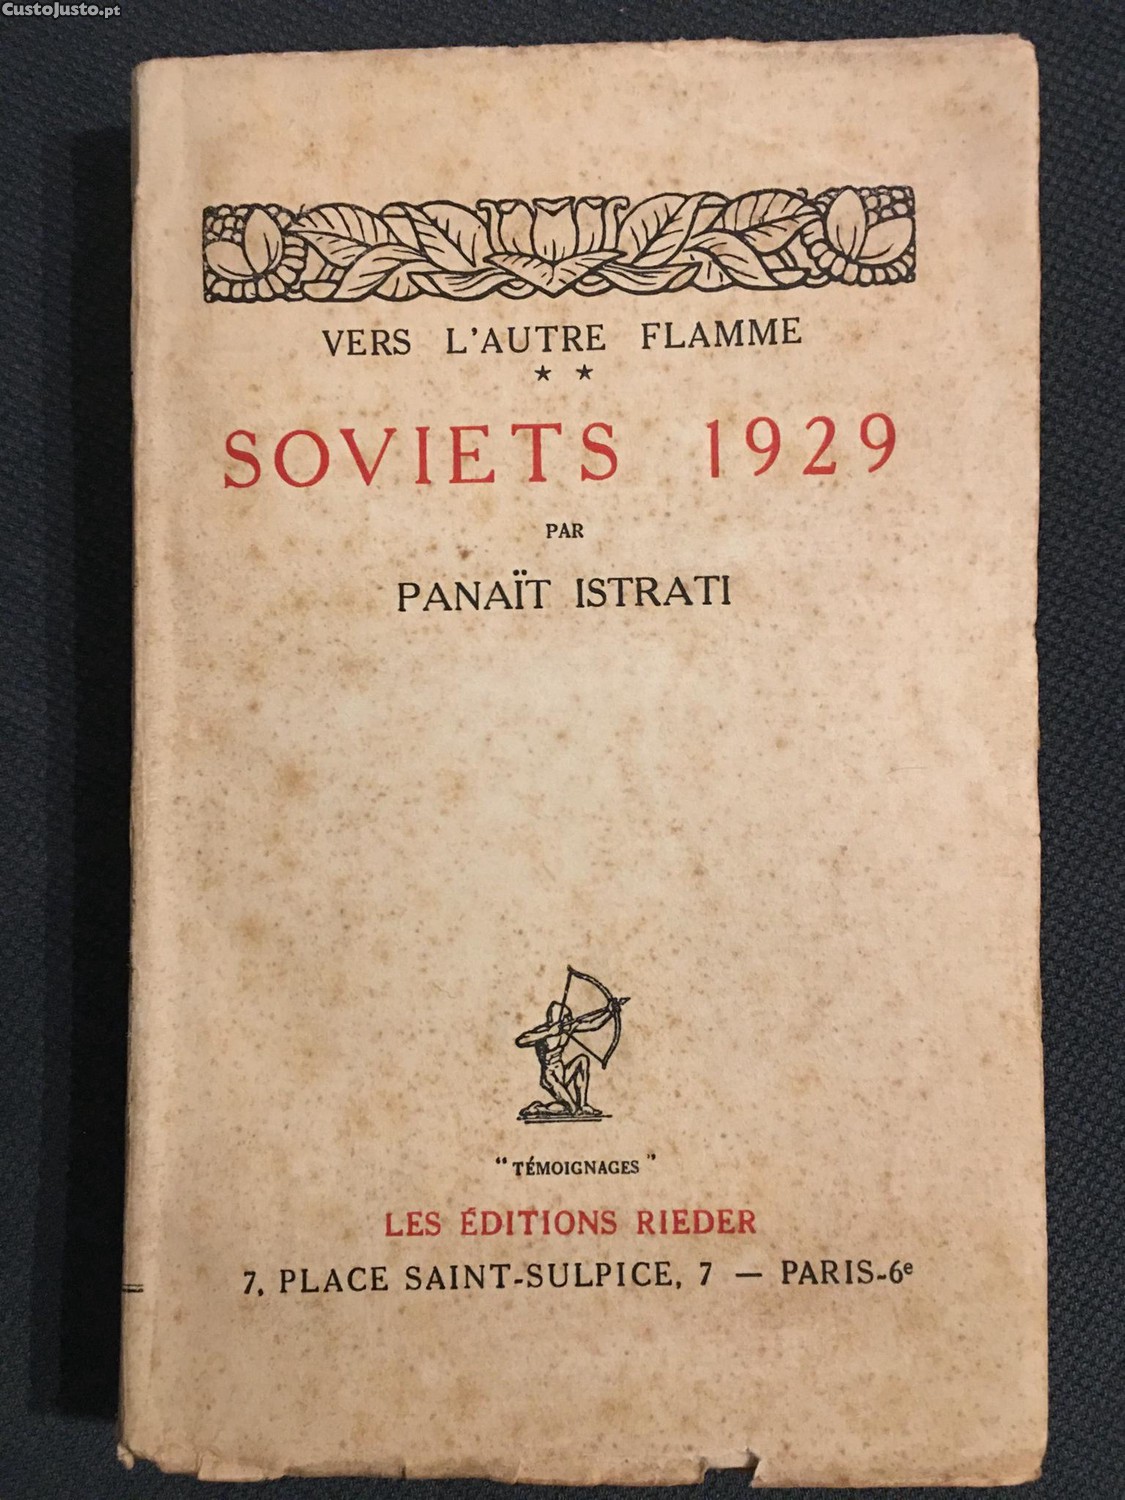 CustoJusto.pt
VERS L'AUTRE FLAMME
★ ★
SOVIETS 1929
PAR
PANAÏT ISTRATI
"TÉMOIGNAGES"
LES ÉDITIONS RIEDER
7, PLACE SAINT-SULPICE, 7 — PARIS-6e